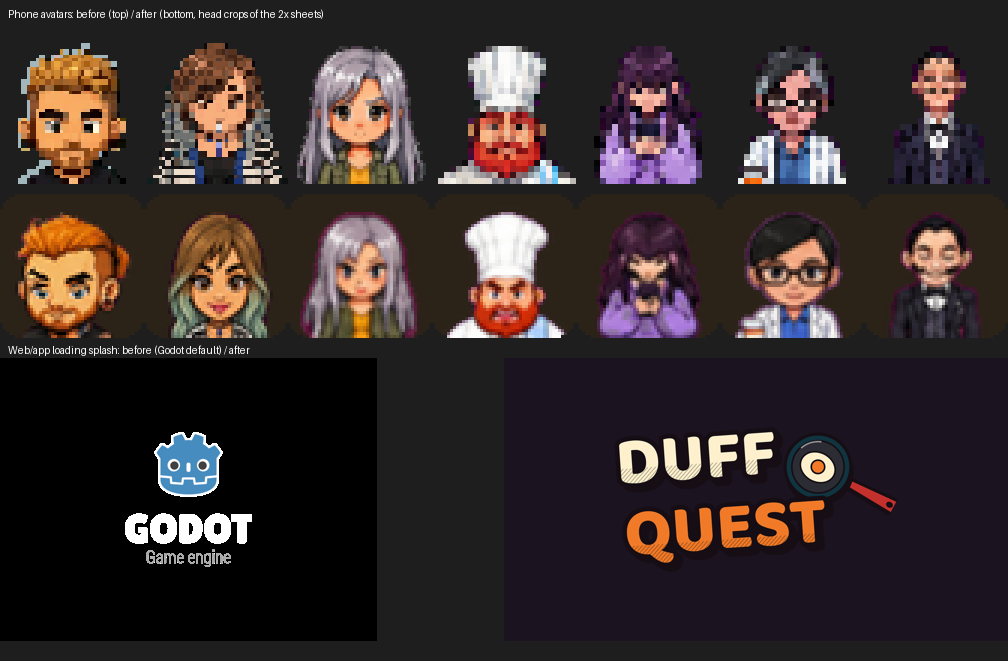 Phone avatars: before (top) / after (bottom, head crops of the 2x sheets)
Web/app loading splash: before (Godot default) / after
GODOT
Game engine
DUFF
QUEST